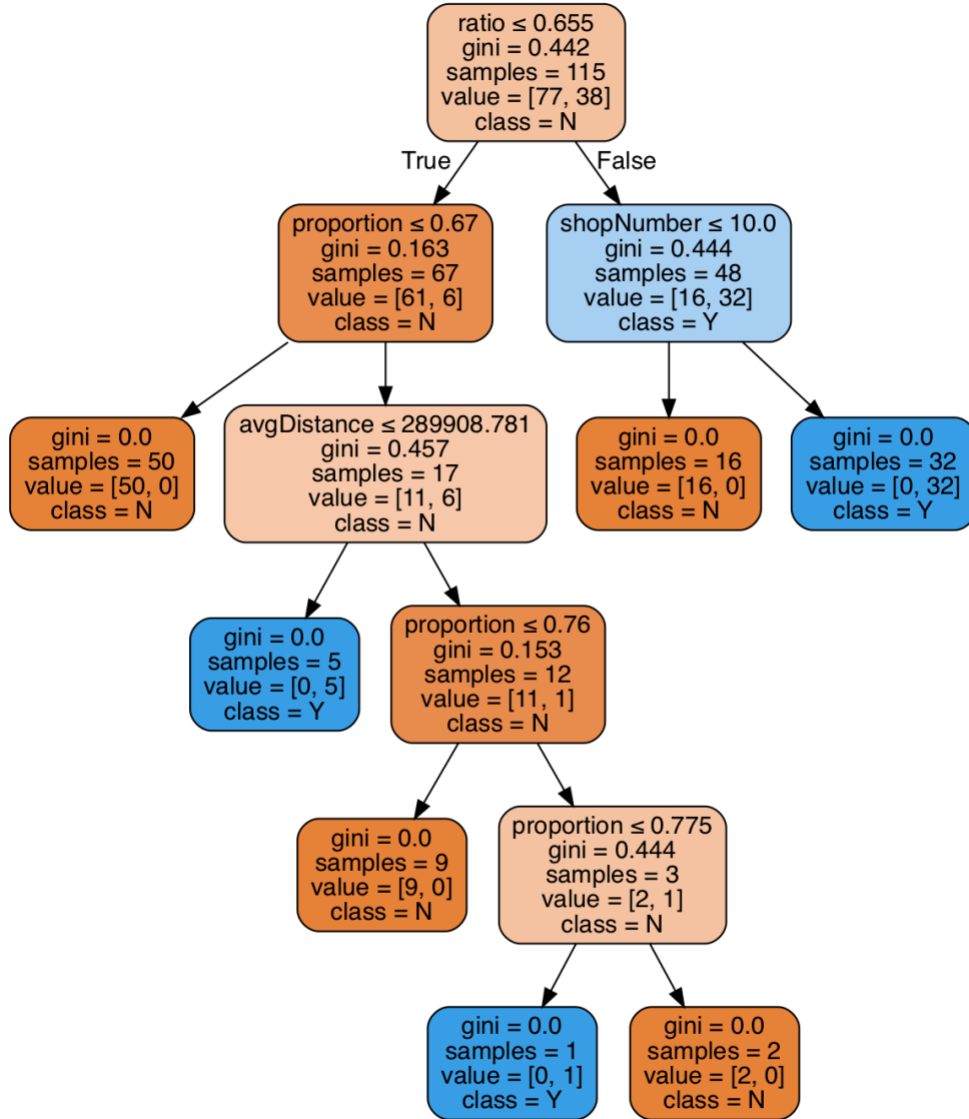 ratio ≤ 0.655
gini = 0.442
samples = 115
value = [77, 38]
class = N
True
False
proportion ≤ 0.67
gini = 0.163
samples = 67
value = [61, 6]
class = N
shopNumber ≤ 10.0
gini = 0.444
samples = 48
value = [16, 32]
class = Y
gini = 0.0
samples = 50
value = [50, 0]
class = N
avgDistance ≤ 289908.781
gini = 0.457
samples = 17
value = [11, 6]
class = N
gini = 0.0
samples = 16
value = [16, 0]
class = N
gini = 0.0
samples = 32
value = [0, 32]
class = Y
gini = 0.0
samples = 5
value = [0, 5]
class = Y
proportion ≤ 0.76
gini = 0.153
samples = 12
value = [11, 1]
class = N
gini = 0.0
samples = 9
value = [9, 0]
class = N
proportion ≤ 0.775
gini = 0.444
samples = 3
value = [2, 1]
class = N
gini = 0.0
samples = 1
value = [0, 1]
class = Y
gini = 0.0
samples = 2
value = [2, 0]
class = N